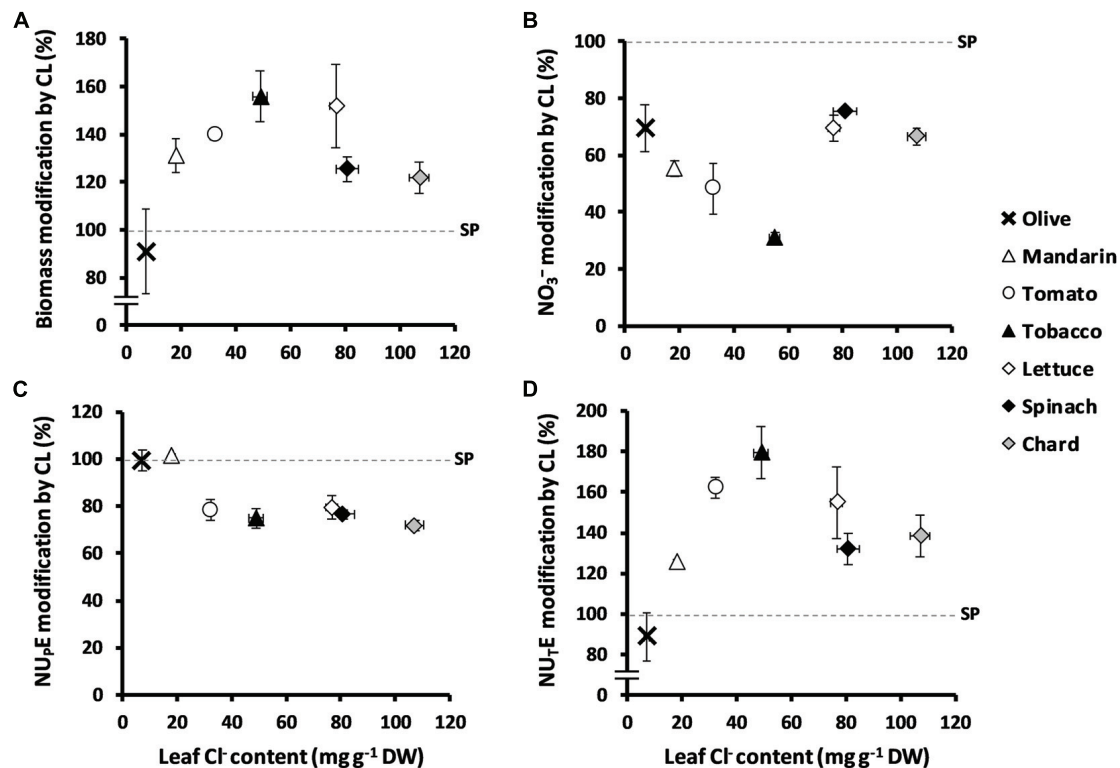 A
Biomass modification by CL (%)
180
160
140
120
100
80
0
SP
0 20 40 60 80 100 120
B
NO₃⁻ modification by CL (%)
100
80
60
40
20
0
SP
0 20 40 60 80 100 120
C
NUₚE modification by CL (%)
120
100
80
60
40
20
0
SP
0 20 40 60 80 100 120
Leaf Cl⁻ content (mg g⁻¹ DW)
D
NU_TE modification by CL (%)
200
180
160
140
120
100
80
0
SP
0 20 40 60 80 100 120
Leaf Cl⁻ content (mg g⁻¹ DW)
Olive
Mandarin
Tomato
Tobacco
Lettuce
Spinach
Chard